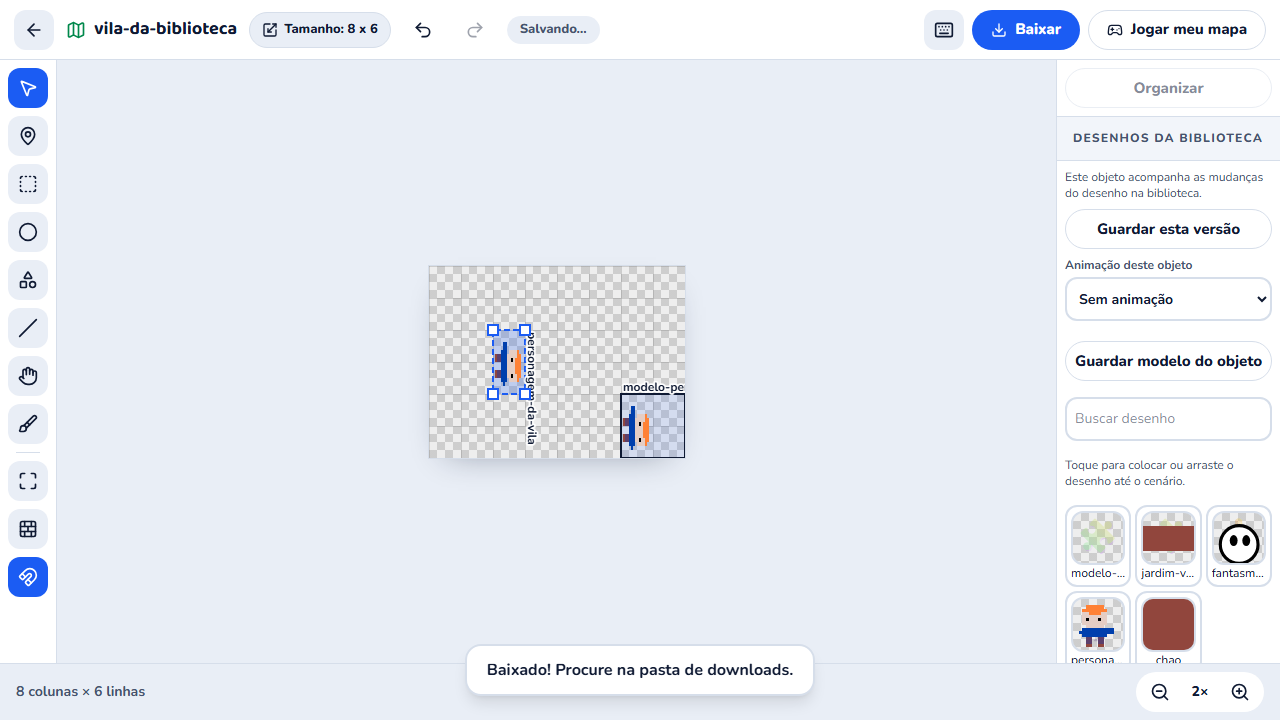 vila-da-biblioteca
Tamanho: 8 x 6
Salvando...
Baixar
Jogar meu mapa
Organizar
DESENHOS DA BIBLIOTECA
Este objeto acompanha as mudanças
do desenho na biblioteca.
Guardar esta versão
Animação deste objeto
Sem animação
Guardar modelo do objeto
Buscar desenho
Toque para colocar ou arraste o
desenho até o cenário.
modelo-...
jardim-v...
fantasm...
persona...
chao
personagem-da-vila
modelo-pe
Baixado! Procure na pasta de downloads.
8 colunas × 6 linhas
2×